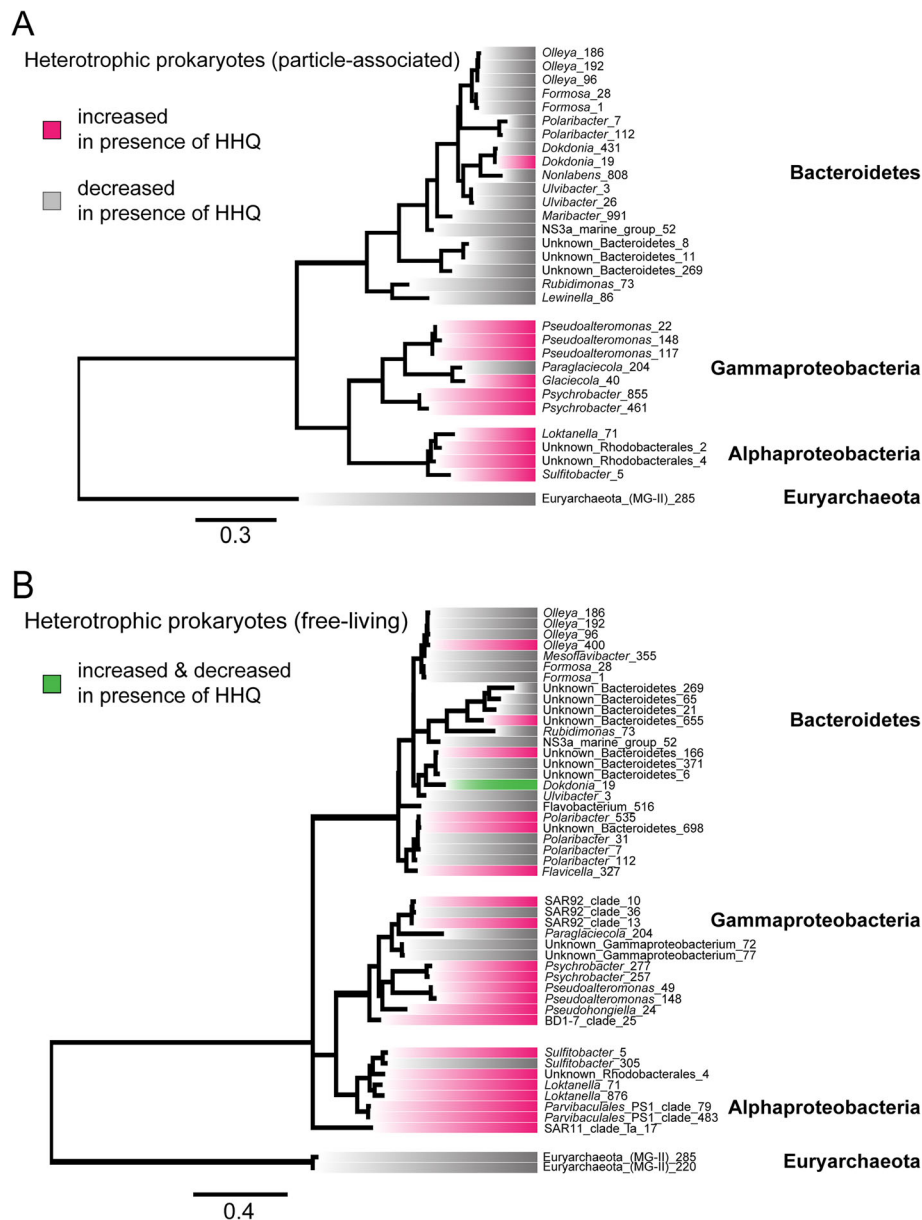 A
Heterotrophic prokaryotes (particle-associated)
increased
in presence of HHQ
decreased
in presence of HHQ
Olleya_186
Olleya_192
Olleya_96
Formosa_28
Formosa_1
Polaribacter_7
Polaribacter_112
Dokdonia_431
Dokdonia_19
Nonlabens_808
Ulvibacter_3
Ulvibacter_26
Maribacter_991
NS3a_marine_group_52
Unknown_Bacteroidetes_8
Unknown_Bacteroidetes_11
Unknown_Bacteroidetes_269
Rubidimonas_73
Lewinella_86
Bacteroidetes
Pseudoalteromonas_22
Pseudoalteromonas_148
Pseudoalteromonas_117
Paraglaciecola_204
Glaciecola_40
Psychrobacter_855
Psychrobacter_461
Gammaproteobacteria
Loktanella_71
Unknown_Rhodobacterales_2
Unknown_Rhodobacterales_4
Sulfitobacter_5
Alphaproteobacteria
Euryarchaeota_(MG-II)_285
Euryarchaeota
0.3
B
Heterotrophic prokaryotes (free-living)
increased & decreased
in presence of HHQ
Olleya_186
Olleya_192
Olleya_96
Olleya_400
Mesoflavibacter_355
Formosa_28
Formosa_1
Unknown_Bacteroidetes_269
Unknown_Bacteroidetes_65
Unknown_Bacteroidetes_21
Unknown_Bacteroidetes_655
Rubidimonas_73
NS3a_marine_group_52
Unknown_Bacteroidetes_166
Unknown_Bacteroidetes_371
Unknown_Bacteroidetes_6
Dokdonia_19
Ulvibacter_3
Flavobacterium_516
Polaribacter_535
Unknown_Bacteroidetes_698
Polaribacter_31
Polaribacter_7
Polaribacter_112
Flavicella_327
Bacteroidetes
SAR92_clade_10
SAR92_clade_36
SAR92_clade_13
Paraglaciecola_204
Unknown_Gammaproteobacterium_72
Unknown_Gammaproteobacterium_77
Psychrobacter_277
Psychrobacter_257
Pseudoalteromonas_49
Pseudoalteromonas_148
Pseudohongiella_24
BD1-7_clade_25
Gammaproteobacteria
Sulfitobacter_5
Sulfitobacter_305
Unknown_Rhodobacterales_4
Loktanella_71
Loktanella_876
Parvibaculales_PS1_clade_79
Parvibaculales_PS1_clade_483
SAR11_clade_Ia_17
Alphaproteobacteria
Euryarchaeota_(MG-II)_285
Euryarchaeota_(MG-II)_220
Euryarchaeota
0.4